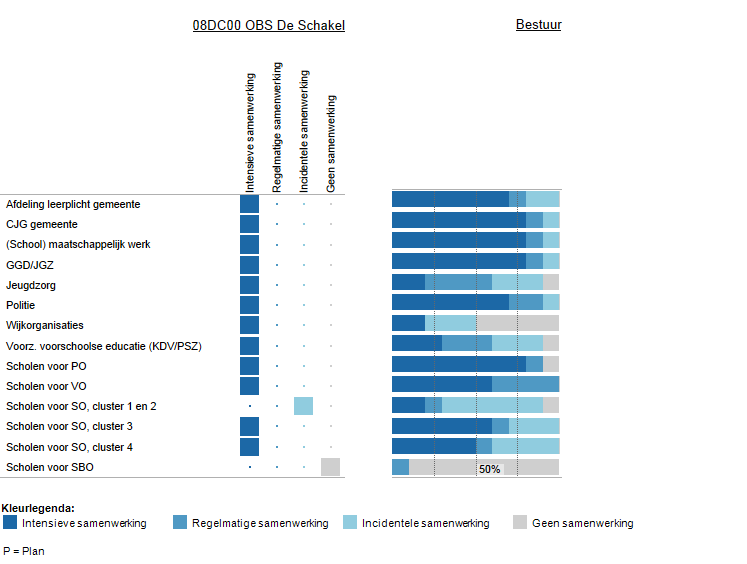 08DC00 OBS De Schakel
Bestuur
Intensieve samenwerking
Regelmatige samenwerking
Incidentele samenwerking
Geen samenwerking
Afdeling leerplicht gemeente
CJG gemeente
(School) maatschappelijk werk
GGD/JGZ
Jeugdzorg
Politie
Wijkorganisaties
Voorz. voorschoolse educatie (KDV/PSZ)
Scholen voor PO
Scholen voor VO
Scholen voor SO, cluster 1 en 2
Scholen voor SO, cluster 3
Scholen voor SO, cluster 4
Scholen voor SBO
50%
Kleurlegenda:
Intensieve samenwerking Regelmatige samenwerking Incidentele samenwerking Geen samenwerking
P = Plan